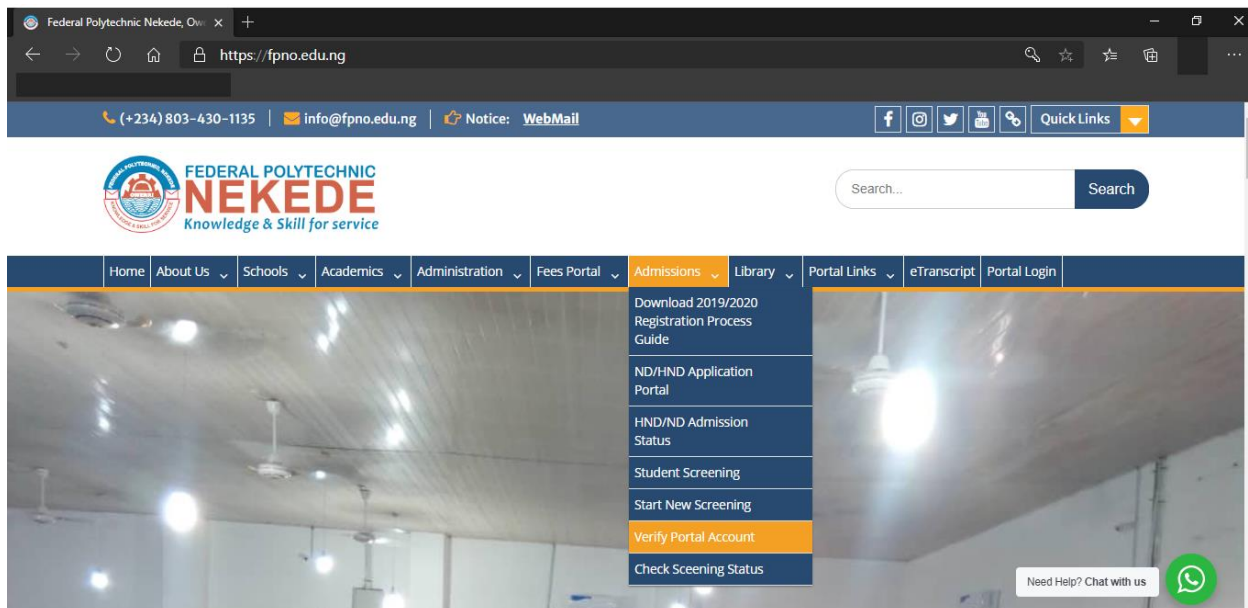 Federal Polytechnic Nekede, Ow
https://fpno.edu.ng
(+234) 803-430-1135 info@fpno.edu.ng Notice: WebMail Quick Links
FEDERAL POLYTECHNIC
NEKEDE
Knowledge & Skill for service
Search... Search
Home About Us Schools Academics Administration Fees Portal Admissions Library Portal Links eTranscript Portal Login
Download 2019/2020
Registration Process
Guide
ND/HND Application
Portal
HND/ND Admission
Status
Student Screening
Start New Screening
Verify Portal Account
Check Sceening Status
Need Help? Chat with us